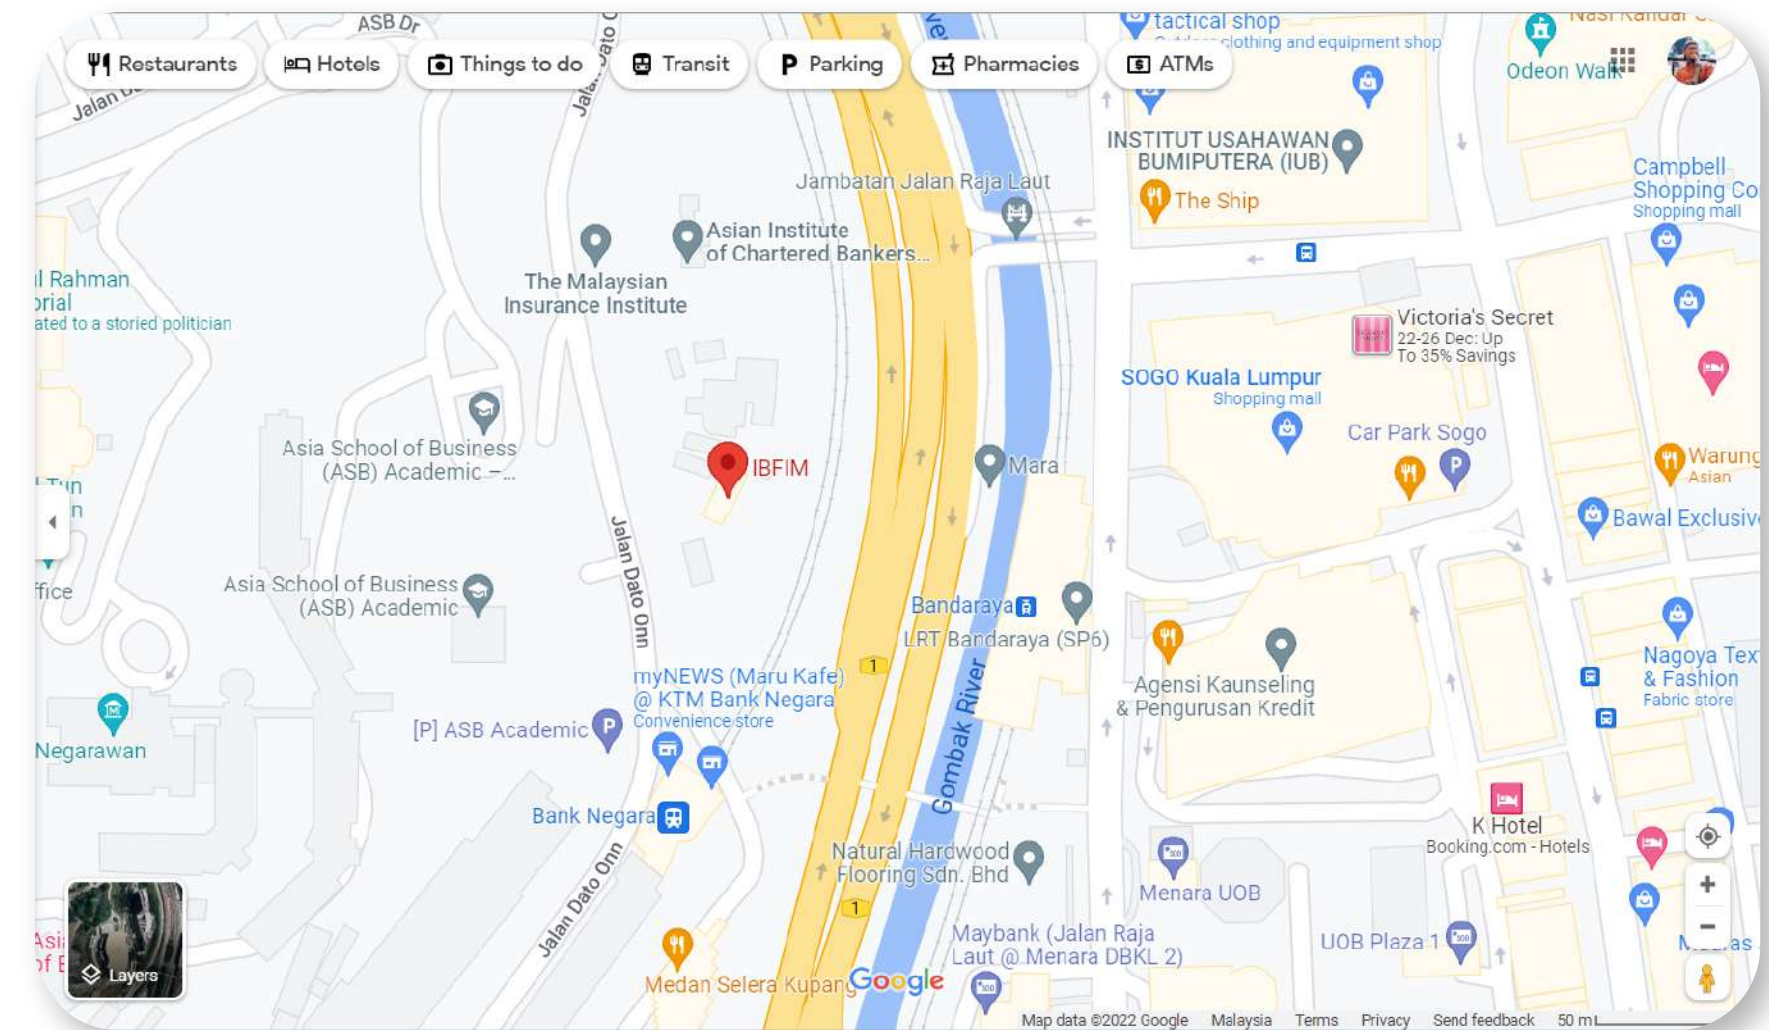 ASB Dr
tactical shop
Outdoor clothing and equipment shop
Restaurants
Hotels
Things to do
Transit
Parking
Pharmacies
ATMs
Odeon Walk
Jalan
INSTITUT USAHAWAN
BUMIPUTERA (IUB)
Campbell
Shopping Co
Shopping mall
Jambatan Jalan Raja Laut
The Ship
Asian Institute
of Chartered Bankers...
The Malaysian
Insurance Institute
ul Rahman
orial
ated to a storied politician
Victoria's Secret
22-26 Dec: Up
To 35% Savings
SOGO Kuala Lumpur
Shopping mall
Car Park Sogo
P
Asia School of Business
(ASB) Academic – ...
IBFIM
Mara
Warung
Asian
Tun
n
Bawal Exclusiv
Jalan Dato Onn
Asia School of Business
(ASB) Academic
ffice
Bandaraya
LRT Bandaraya (SP6)
1
myNEWS (Maru Kafe)
@ KTM Bank Negara
Convenience store
Nagoya Tex
& Fashion
Fabric store
Agensi Kaunseling
& Pengurusan Kredit
[P] ASB Academic
P
Gombak River
Negarawan
Bank Negara
K Hotel
Booking.com - Hotels
Natural Hardwood
Flooring Sdn. Bhd
Menara UOB
Jalan Dato Onn
1
Maybank (Jalan Raja
Laut @ Menara DBKL 2)
UOB Plaza 1
Layers
Medan Selera Kupang
Google
Map data ©2022 Google
Malaysia
Terms
Privacy
Send feedback
50 m